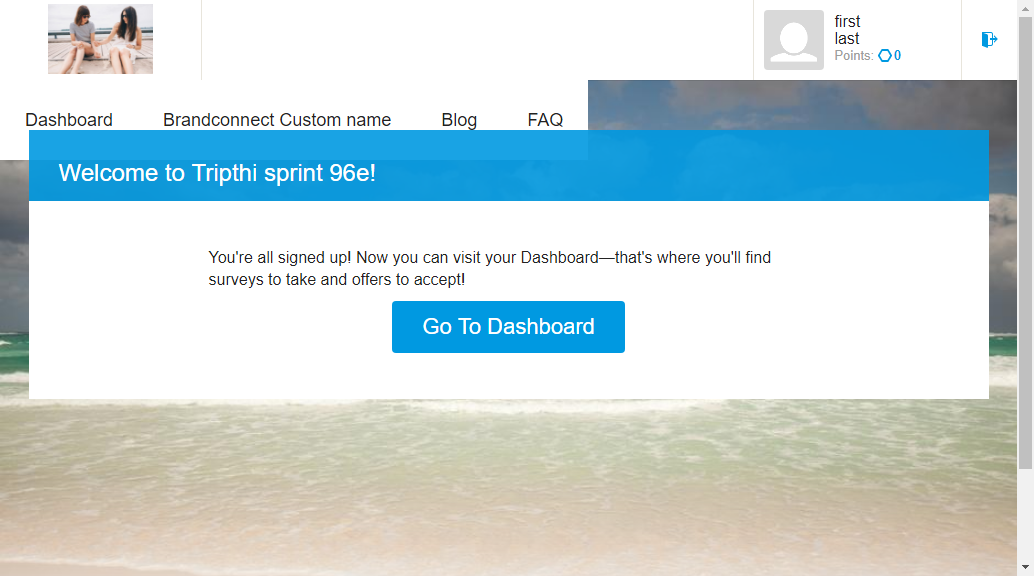 first
last
Points: 0
Dashboard Brandconnect Custom name Blog FAQ
Welcome to Tripthi sprint 96e!
You're all signed up! Now you can visit your Dashboard—that's where you'll find
surveys to take and offers to accept!
Go To Dashboard